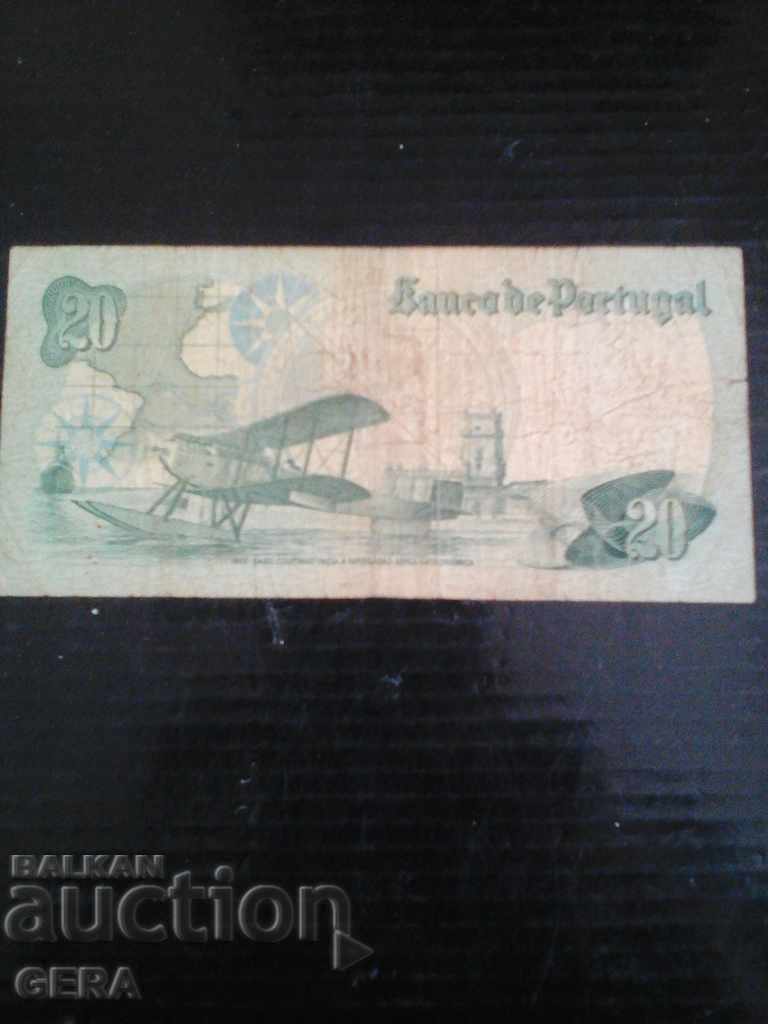 20
Banco de Portugal
20
BALKAN
auction
GERA